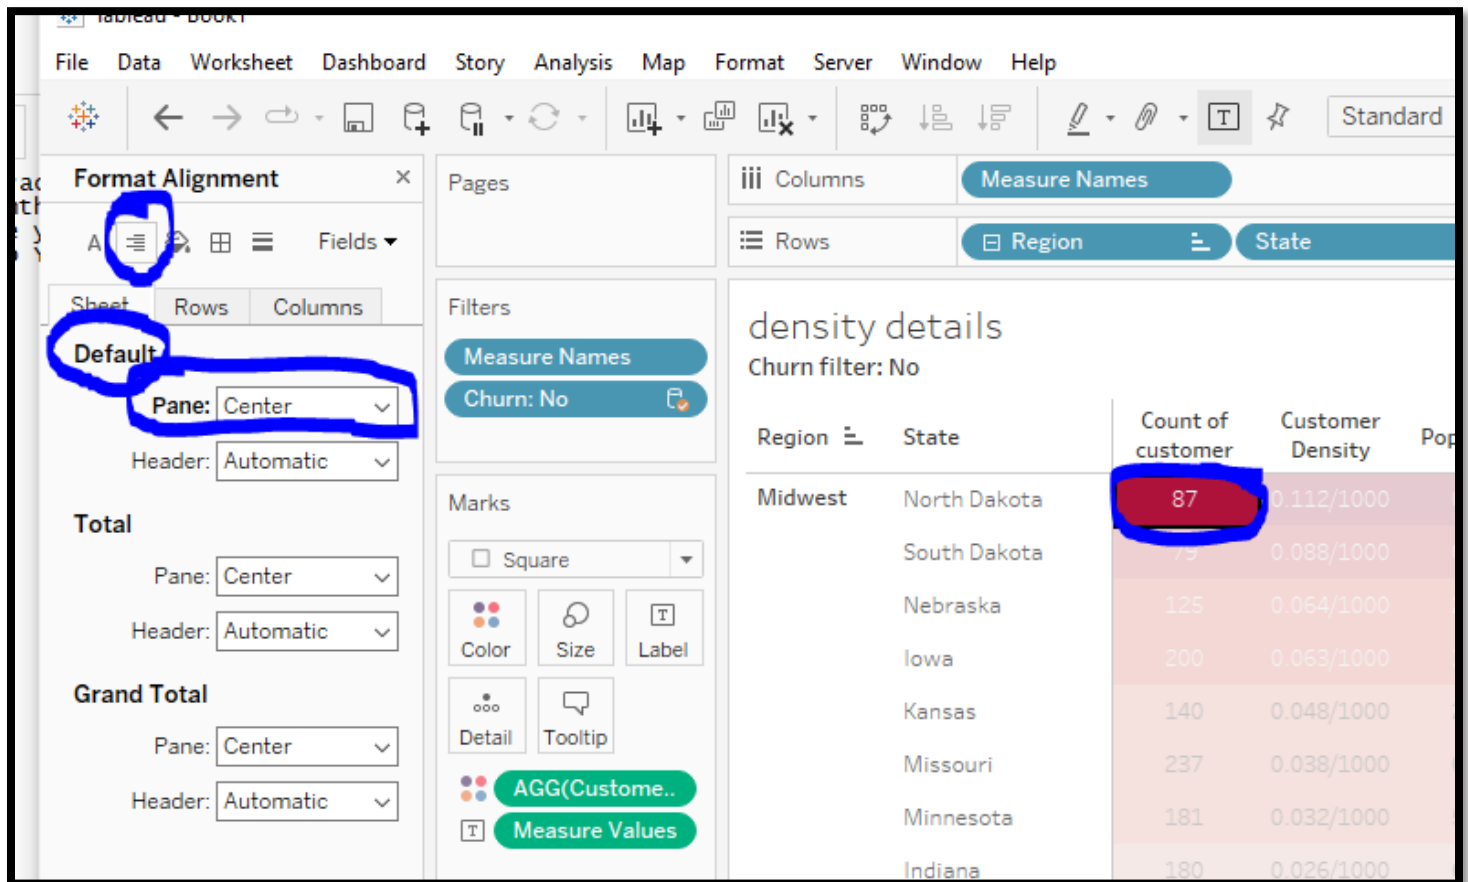 Tableau - Book1
File Data Worksheet Dashboard Story Analysis Map Format Server Window Help
Standard
Format Alignment
Fields
Sheet Rows Columns
Default
Pane: Center
Header: Automatic
Total
Pane: Center
Header: Automatic
Grand Total
Pane: Center
Header: Automatic
Pages
Filters
Measure Names
Churn: No
Marks
Square
Color Size Label
Detail Tooltip
AGG(Custome..
Measure Values
Columns Measure Names
Rows Region State
density details
Churn filter: No
Region State Count of customer Customer Density Pop
Midwest North Dakota 87 0.112/1000
South Dakota 79 0.088/1000
Nebraska 125 0.064/1000
Iowa 200 0.063/1000
Kansas 140 0.048/1000
Missouri 237 0.038/1000
Minnesota 181 0.032/1000
Indiana 180 0.026/1000